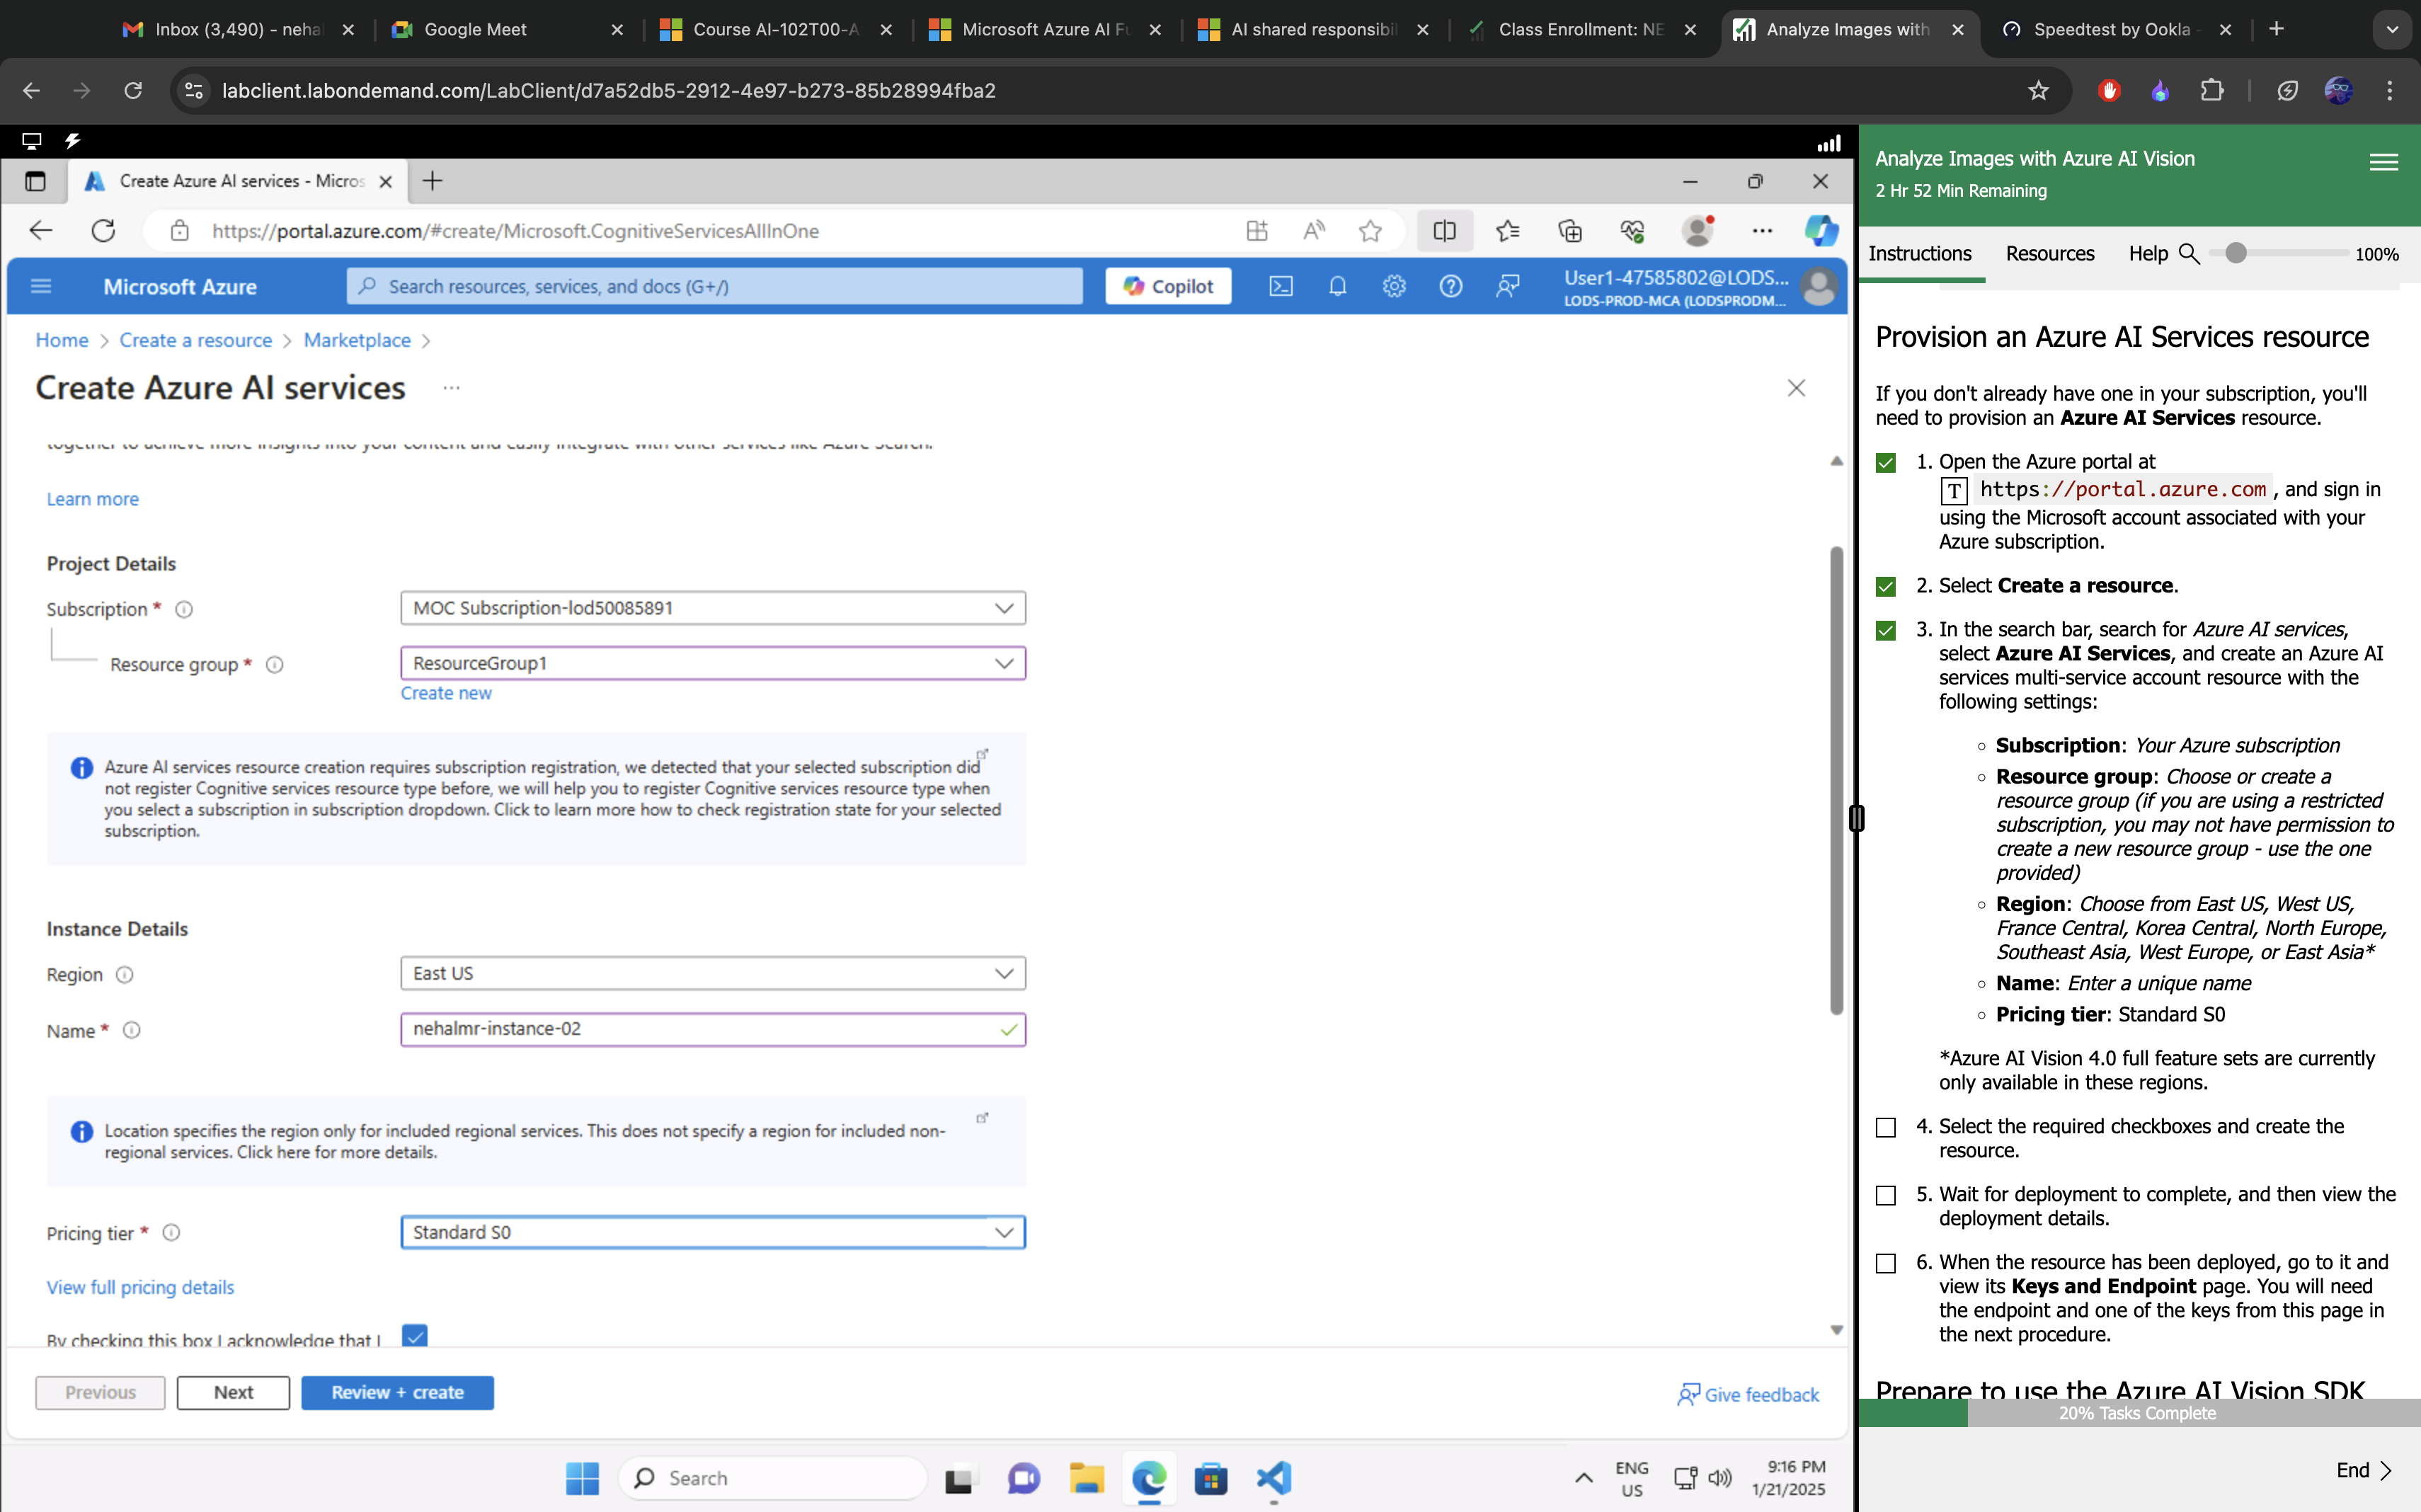 Inbox (3,490) - neha
Google Meet
Course AI-102T00-A
Microsoft Azure AI Fu
AI shared responsibil
Class Enrollment: NE
Analyze Images with
Speedtest by Ookla -
labclient.labondemand.com/LabClient/d7a52db5-2912-4e97-b273-85b28994fba2
Create Azure AI services - Micros
https://portal.azure.com/#create/Microsoft.CognitiveServicesAllInOne
Microsoft Azure
Search resources, services, and docs (G+/)
Copilot
User1-47585802@LODS...
LODS-PROD-MCA (LODSPRODM...
Home > Create a resource > Marketplace >
Create Azure AI services ...
together to achieve more insights into your content and easily integrate with other services like Azure Search.
Learn more
Project Details
Subscription *
MOC Subscription-lod50085891
Resource group *
ResourceGroup1
Create new
Azure AI services resource creation requires subscription registration, we detected that your selected subscription did
not register Cognitive services resource type before, we will help you to register Cognitive services resource type when
you select a subscription in subscription dropdown. Click to learn more how to check registration state for your selected
subscription.
Instance Details
Region
East US
Name *
nehalmr-instance-02
Location specifies the region only for included regional services. This does not specify a region for included non-
regional services. Click here for more details.
Pricing tier *
Standard S0
View full pricing details
By checking this box I acknowledge that I
Previous
Next
Review + create
Give feedback
Search
ENG
US
9:16 PM
1/21/2025
Analyze Images with Azure AI Vision
2 Hr 52 Min Remaining
Instructions
Resources
Help
100%
Provision an Azure AI Services resource
If you don't already have one in your subscription, you'll
need to provision an Azure AI Services resource.
1. Open the Azure portal at
T https://portal.azure.com, and sign in
using the Microsoft account associated with your
Azure subscription.
2. Select Create a resource.
3. In the search bar, search for Azure AI services,
select Azure AI Services, and create an Azure AI
services multi-service account resource with the
following settings:
Subscription: Your Azure subscription
Resource group: Choose or create a
resource group (if you are using a restricted
subscription, you may not have permission to
create a new resource group - use the one
provided)
Region: Choose from East US, West US,
France Central, Korea Central, North Europe,
Southeast Asia, West Europe, or East Asia*
Name: Enter a unique name
Pricing tier: Standard S0
*Azure AI Vision 4.0 full feature sets are currently
only available in these regions.
4. Select the required checkboxes and create the
resource.
5. Wait for deployment to complete, and then view the
deployment details.
6. When the resource has been deployed, go to it and
view its Keys and Endpoint page. You will need
the endpoint and one of the keys from this page in
the next procedure.
Prepare to use the Azure AI Vision SDK
20% Tasks Complete
End >